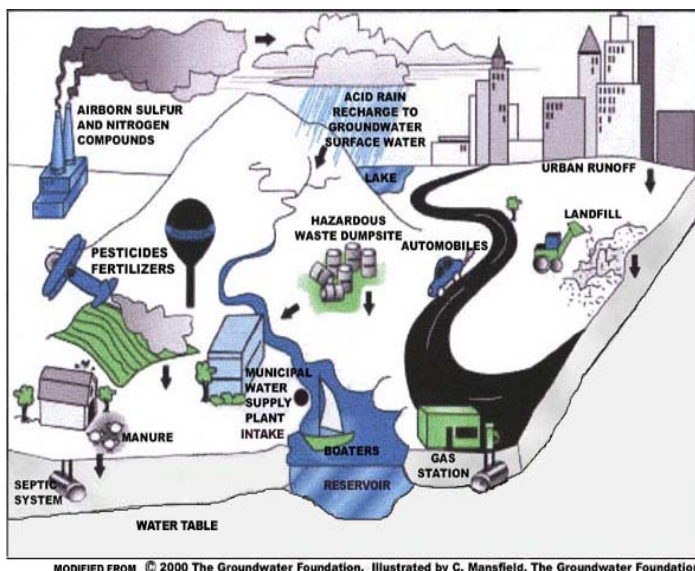 AIRBORN SULFUR
AND NITROGEN
COMPOUNDS
ACID RAIN
RECHARGE TO
GROUNDWATER
SURFACE WATER
LAKE
URBAN RUNOFF
LANDFILL
HAZARDOUS
WASTE DUMPSITE
AUTOMOBILES
PESTICIDES
FERTILIZERS
MUNICIPAL
WATER
SUPPLY
PLANT
INTAKE
MANURE
BOATERS
GAS
STATION
SEPTIC
SYSTEM
RESERVOIR
WATER TABLE
MODIFIED FROM © 2000 The Groundwater Foundation. Illustrated by C. Mansfield, The Groundwater Foundation